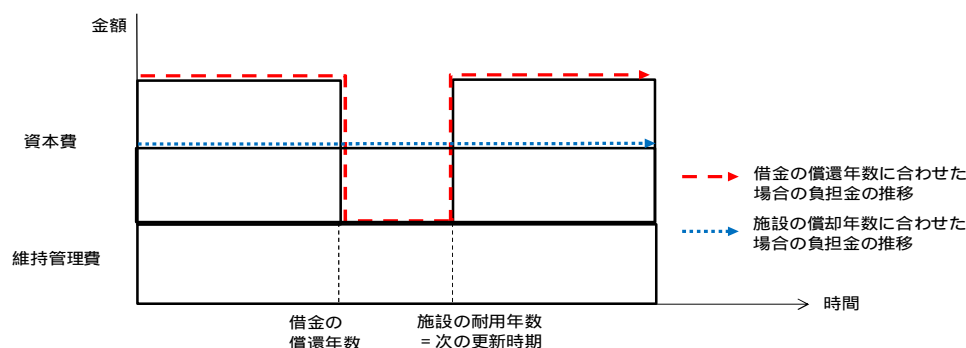 金額
資本費
維持管理費
借金の償還年数に合わせた
場合の負担金の推移
施設の償却年数に合わせた
場合の負担金の推移
時間
借金の
償還年数
施設の耐用年数
=次の更新時期